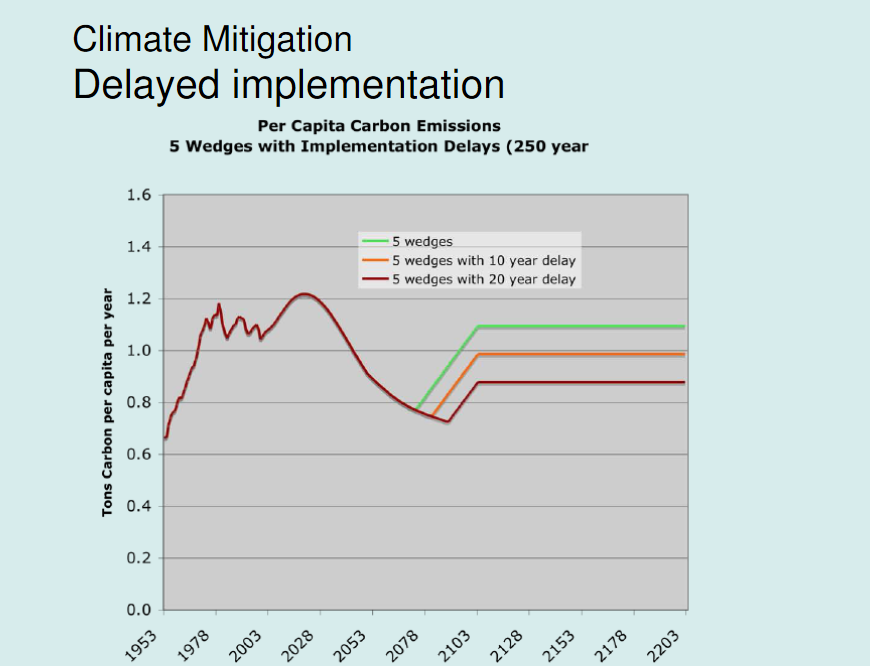 Climate Mitigation
Delayed implementation
Per Capita Carbon Emissions
5 Wedges with Implementation Delays (250 year
1.6
1.4
1.2
1.0
0.8
0.6
0.4
0.2
0.0
Tons Carbon per capita per year
5 wedges
5 wedges with 10 year delay
5 wedges with 20 year delay
1953
1978
2003
2028
2053
2078
2103
2128
2153
2178
2203